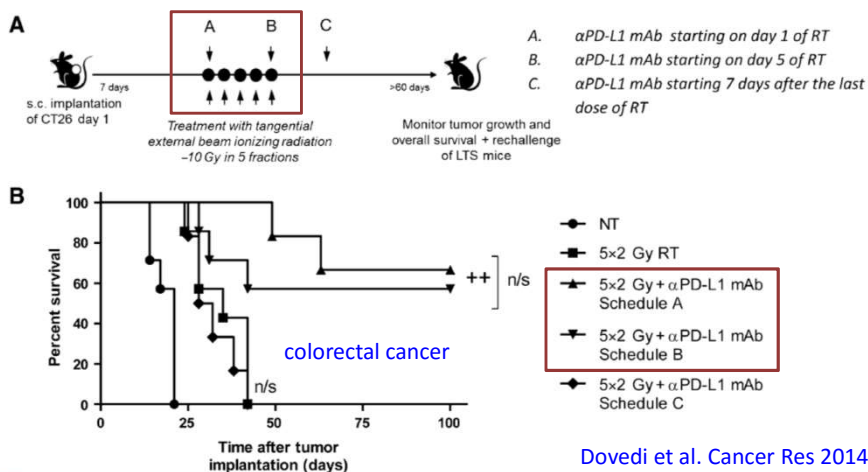 A
A
B
C
7 days
>60 days
s.c. implantation
of CT26 day 1
Treatment with tangential
external beam ionizing radiation
–10 Gy in 5 fractions
Monitor tumor growth and
overall survival + rechallenge
of LTS mice
A. αPD-L1 mAb starting on day 1 of RT
B. αPD-L1 mAb starting on day 5 of RT
C. αPD-L1 mAb starting 7 days after the last
dose of RT
B
Percent survival
100
80
60
40
20
0
0
25
50
75
100
Time after tumor
implantation (days)
colorectal cancer
n/s
++
n/s
NT
5×2 Gy RT
5×2 Gy + αPD-L1 mAb
Schedule A
5×2 Gy + αPD-L1 mAb
Schedule B
5×2 Gy + αPD-L1 mAb
Schedule C
Dovedi et al. Cancer Res 2014